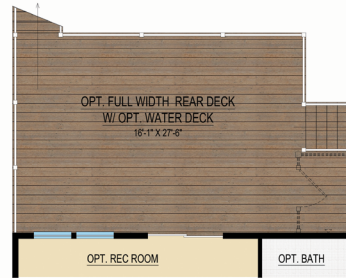 OPT. FULL WIDTH REAR DECK
W/ OPT. WATER DECK
16'-1" X 27'-6"
OPT. REC ROOM
OPT. BATH